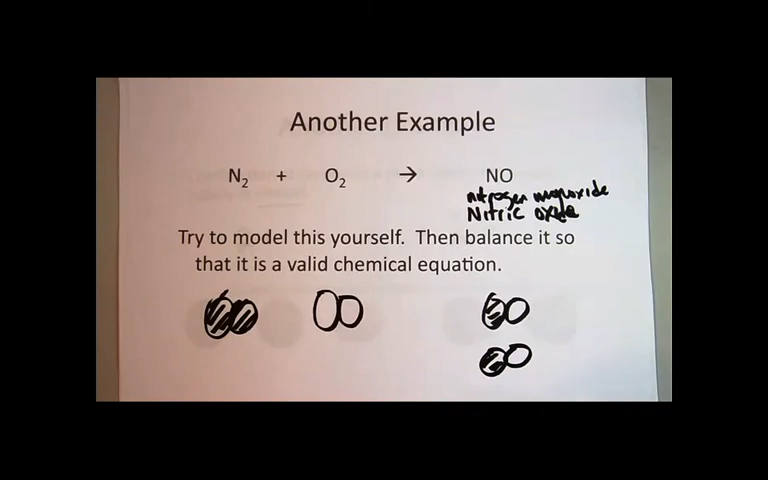 Another Example
N₂ + O₂ → NO
nitrogen monoxide
Nitric oxide
Try to model this yourself. Then balance it so
that it is a valid chemical equation.